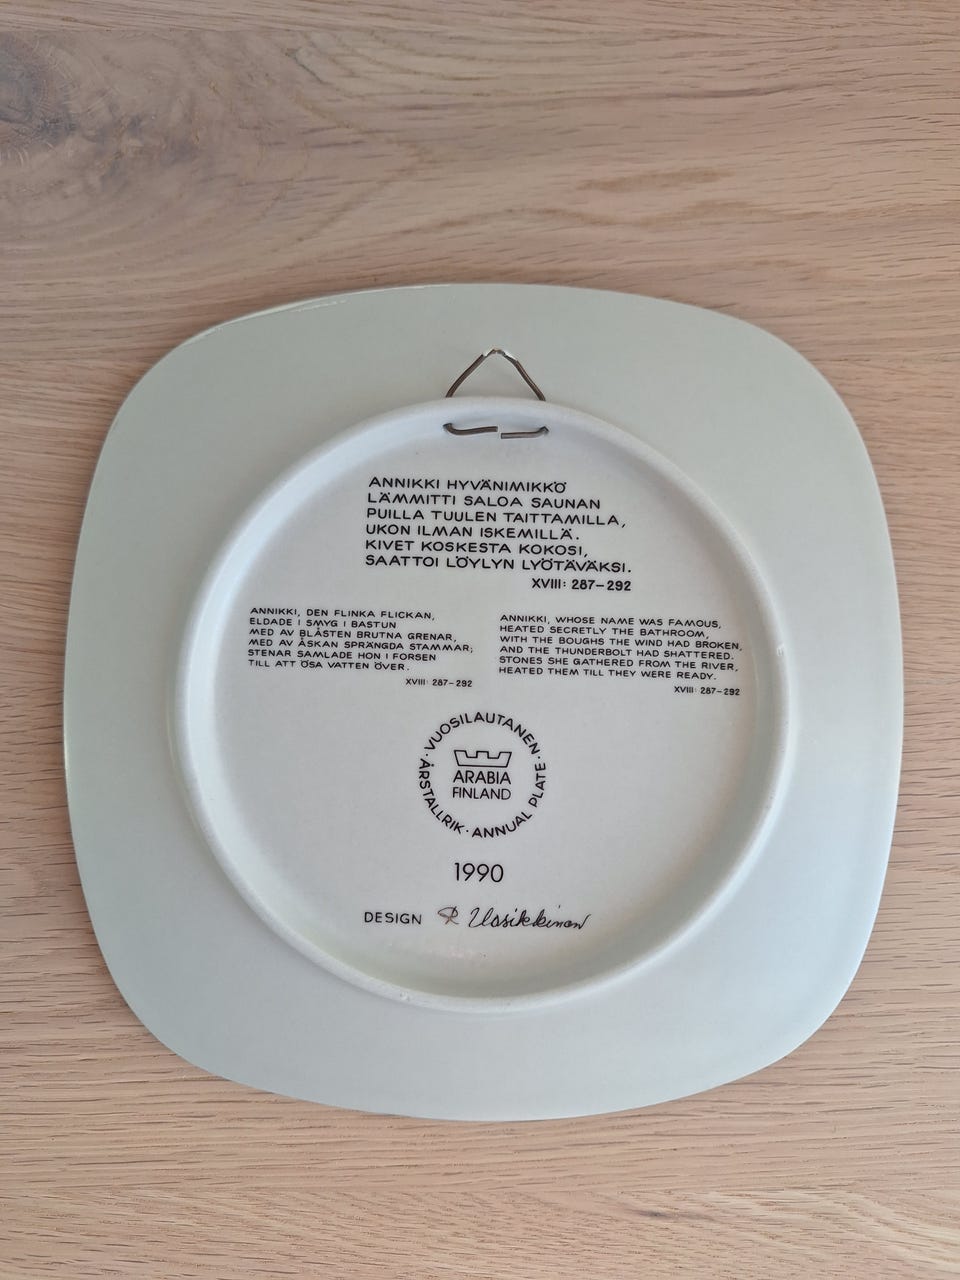 ANNIKKI HYVÄNIMIKKÖ
LÄMMITTI SALOA SAUNAN
PUILLA TUULEN TAITTAMILLA,
UKON ILMAN ISKEMILLÄ.
KIVET KOSKESTA KOKOSI,
SAATTOI LÖYLYN LYÖTÄVÄKSI.
XVIII: 287-292
ANNIKKI, DEN FLINKA FLICKAN,
ELDADE I SMYG I BASTUN
MED AV BLÅSTEN BRUTNA GRENAR,
MED AV ÅSKAN SPRÄNGDA STAMMAR;
STENAR SAMLADE HON I FORSEN
TILL ATT ÖSA VATTEN ÖVER.
XVIII: 287-292
ANNIKKI, WHOSE NAME WAS FAMOUS,
HEATED SECRETLY THE BATHROOM,
WITH THE BOUGHS THE WIND HAD BROKEN,
AND THE THUNDERBOLT HAD SHATTERED.
STONES SHE GATHERED FROM THE RIVER,
HEATED THEM TILL THEY WERE READY.
XVIII: 287-292
· VUOSILAUTANEN ·
ARABIA
FINLAND
ÅRSTALLRIK · ANNUAL PLATE
1990
DESIGN R Uosikkinen